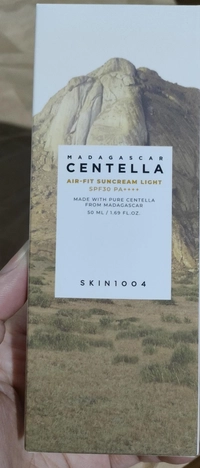 MADAGASCAR
CENTELLA
AIR-FIT SUNCREAM LIGHT
SPF30 PA++++
MADE WITH PURE CENTELLA
FROM MADAGASCAR
50 ML / 1.69 FL.OZ.
SKIN1004